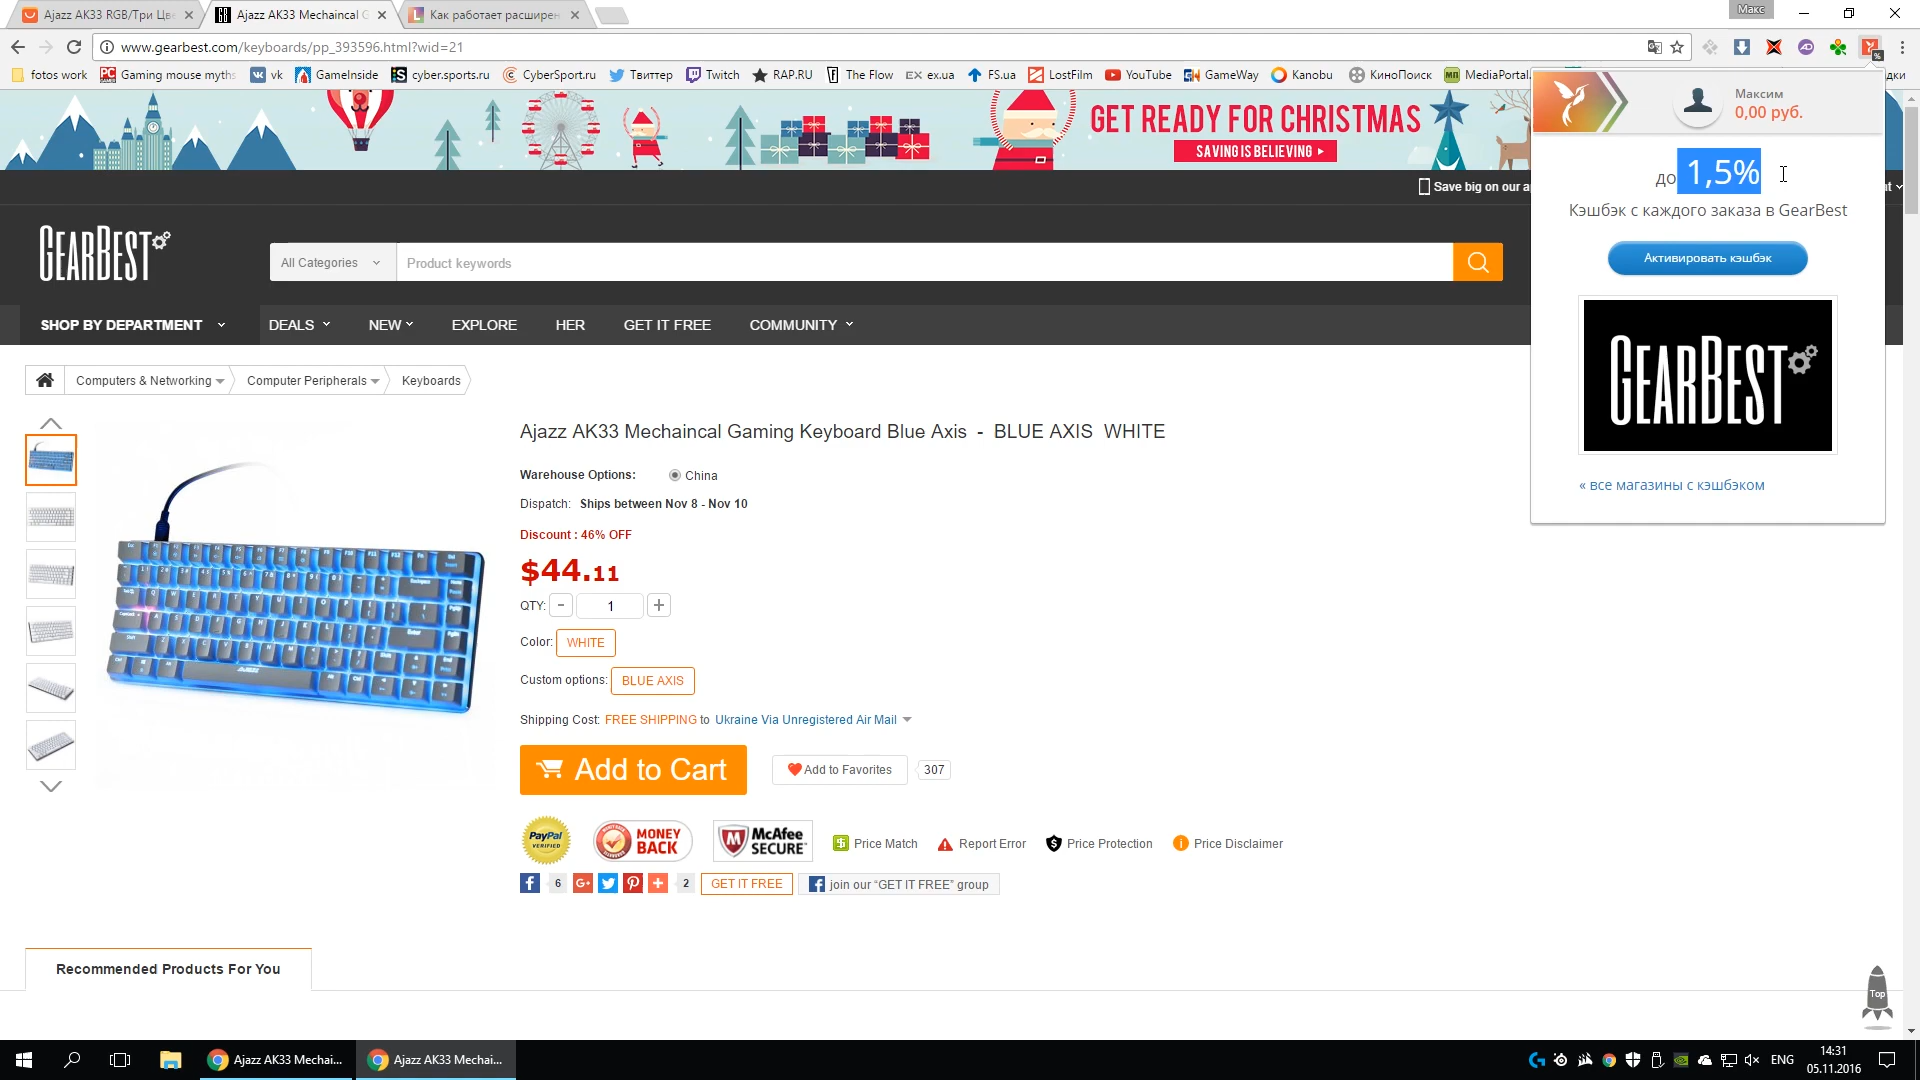 Ajazz AK33 RGB/Три Цве
Ajazz AK33 Mechaincal G
Как работает расширен
Макс
www.gearbest.com/keyboards/pp_393596.html?wid=21
fotos work
Gaming mouse myths
vk
GameInside
cyber.sports.ru
CyberSport.ru
Твиттер
Twitch
RAP.RU
The Flow
ex.ua
FS.ua
LostFilm
YouTube
GameWay
Kanobu
КиноПоиск
MediaPortal.
дки
GET READY FOR CHRISTMAS
SAVING IS BELIEVING
Save big on our a
nt
GEARBEST
All Categories
Product keywords
SHOP BY DEPARTMENT
DEALS
NEW
EXPLORE
HER
GET IT FREE
COMMUNITY
Максим
0,00 руб.
до 1,5%
Кэшбэк с каждого заказа в GearBest
Активировать кэшбэк
GEARBEST
« все магазины с кэшбэком
Computers & Networking
Computer Peripherals
Keyboards
Ajazz AK33 Mechaincal Gaming Keyboard Blue Axis - BLUE AXIS WHITE
Warehouse Options: China
Dispatch: Ships between Nov 8 - Nov 10
Discount : 46% OFF
$44.11
QTY: - 1 +
Color: WHITE
Custom options: BLUE AXIS
Shipping Cost: FREE SHIPPING to Ukraine Via Unregistered Air Mail
Add to Cart
Add to Favorites
307
PayPal VERIFIED
MONEY BACK
McAfee SECURE
Price Match
Report Error
Price Protection
Price Disclaimer
6
G+
2
GET IT FREE
join our “GET IT FREE” group
Recommended Products For You
Top
Ajazz AK33 Mechai...
Ajazz AK33 Mechai...
ENG
14:31
05.11.2016